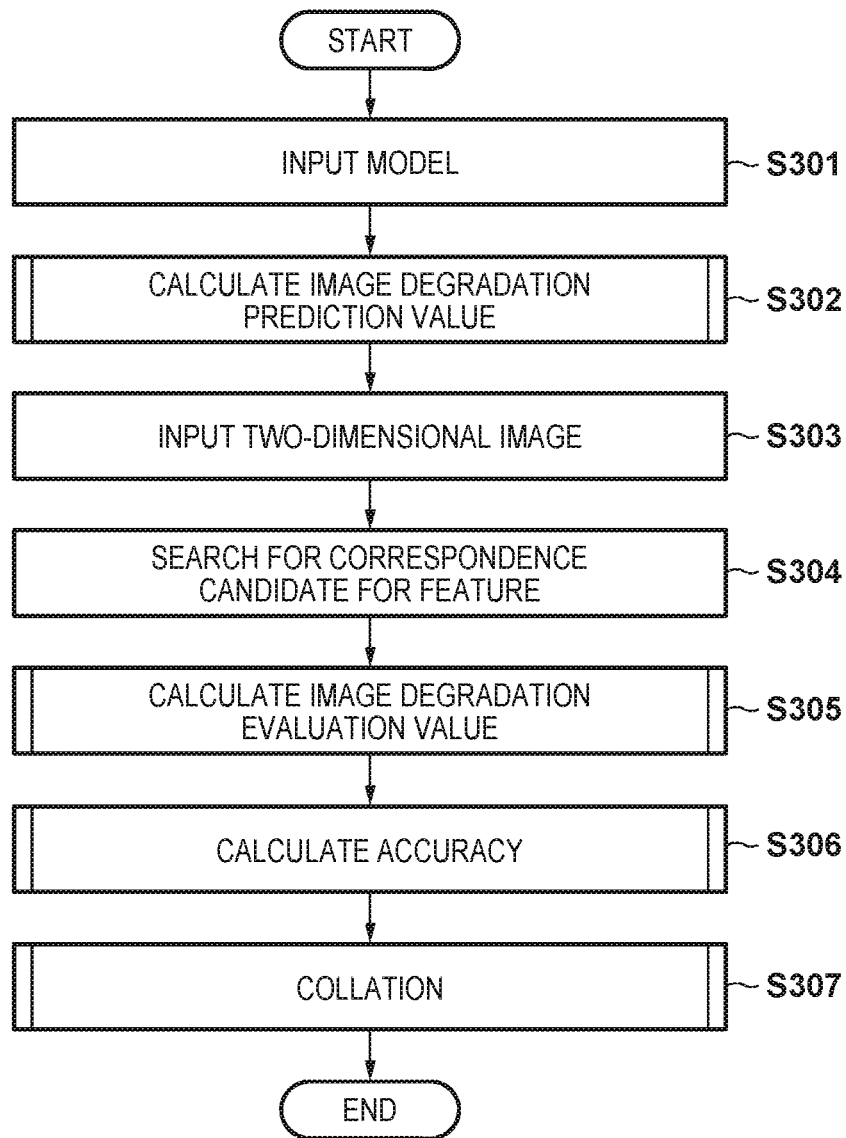 START
INPUT MODEL
S301
CALCULATE IMAGE DEGRADATION
PREDICTION VALUE
S302
INPUT TWO-DIMENSIONAL IMAGE
S303
SEARCH FOR CORRESPONDENCE
CANDIDATE FOR FEATURE
S304
CALCULATE IMAGE DEGRADATION
EVALUATION VALUE
S305
CALCULATE ACCURACY
S306
COLLATION
S307
END